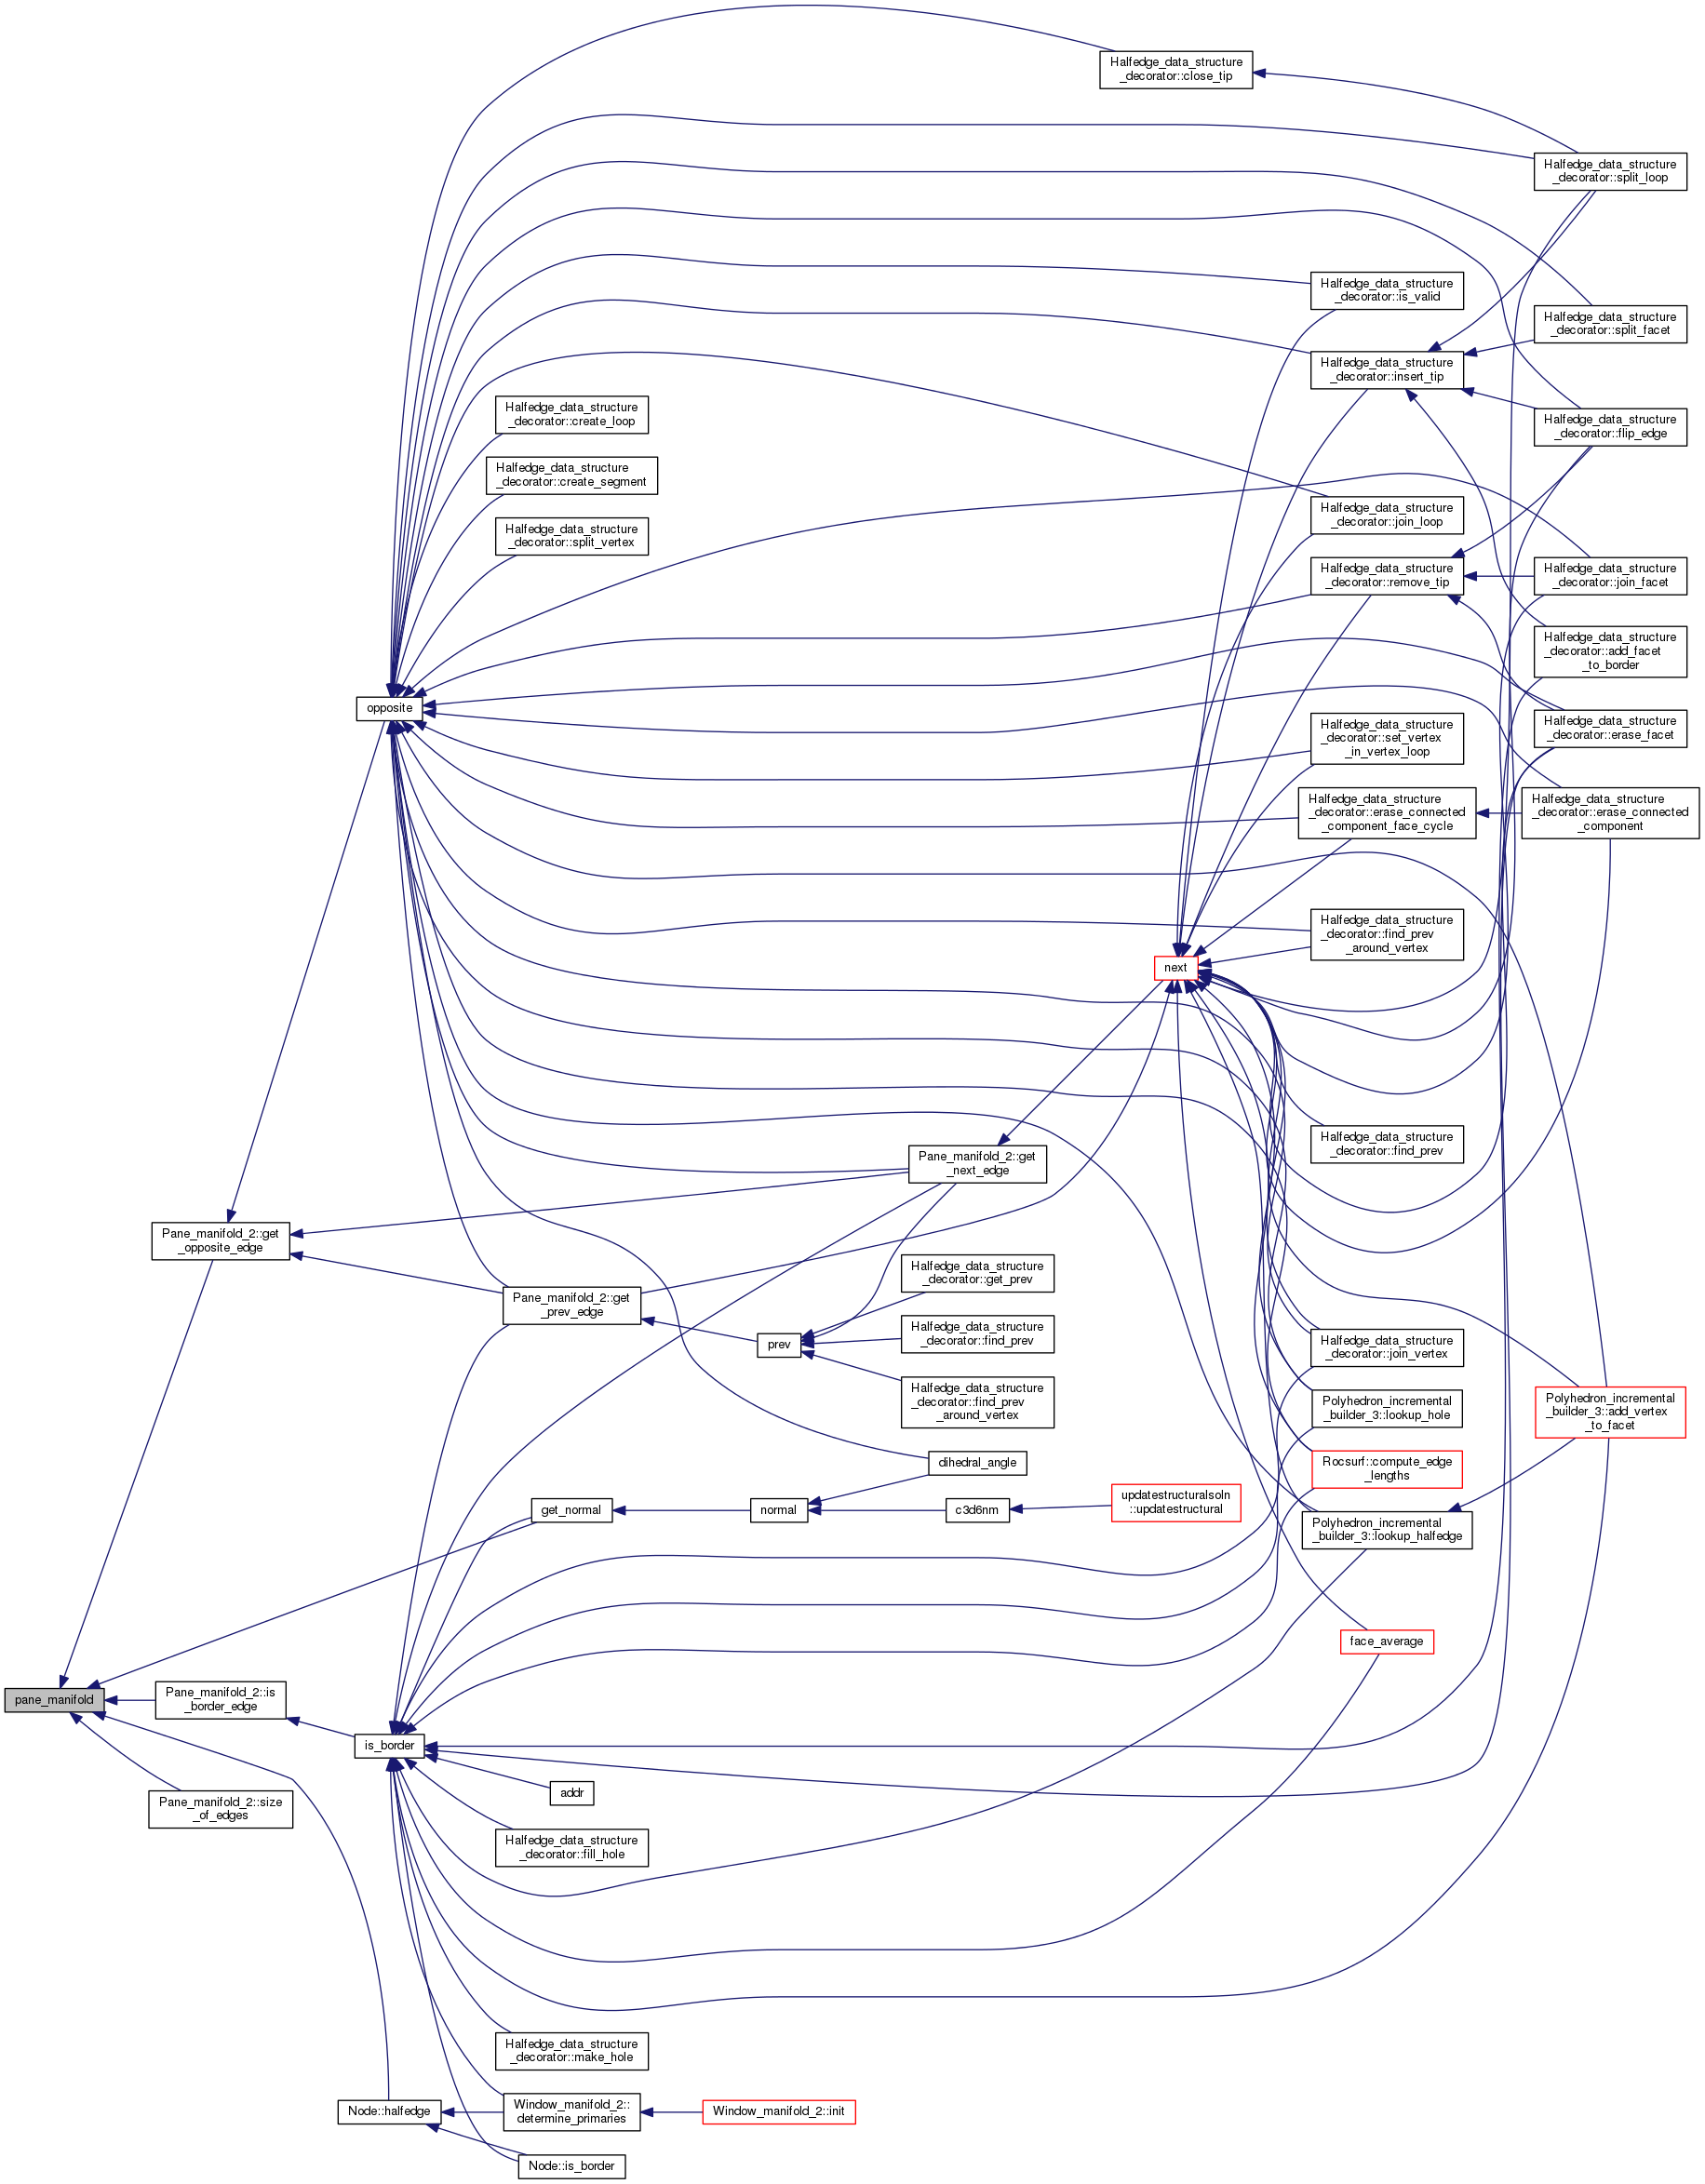 Halfedge_data_structure
_decorator::close_tip
Halfedge_data_structure
_decorator::split_loop
Halfedge_data_structure
_decorator::is_valid
Halfedge_data_structure
_decorator::split_facet
Halfedge_data_structure
_decorator::insert_tip
Halfedge_data_structure
_decorator::create_loop
Halfedge_data_structure
_decorator::flip_edge
Halfedge_data_structure
_decorator::create_segment
Halfedge_data_structure
_decorator::join_loop
Halfedge_data_structure
_decorator::split_vertex
Halfedge_data_structure
_decorator::remove_tip
Halfedge_data_structure
_decorator::join_facet
Halfedge_data_structure
_decorator::add_facet
_to_border
opposite
Halfedge_data_structure
_decorator::set_vertex
_in_vertex_loop
Halfedge_data_structure
_decorator::erase_facet
Halfedge_data_structure
_decorator::erase_connected
_component_face_cycle
Halfedge_data_structure
_decorator::erase_connected
_component
Halfedge_data_structure
_decorator::find_prev
_around_vertex
next
Halfedge_data_structure
_decorator::find_prev
Pane_manifold_2::get
_next_edge
Pane_manifold_2::get
_opposite_edge
Halfedge_data_structure
_decorator::get_prev
Pane_manifold_2::get
_prev_edge
prev
Halfedge_data_structure
_decorator::find_prev
Halfedge_data_structure
_decorator::join_vertex
Halfedge_data_structure
_decorator::find_prev
_around_vertex
Polyhedron_incremental
_builder_3::lookup_hole
Polyhedron_incremental
_builder_3::add_vertex
_to_facet
dihedral_angle
Rocsurf::compute_edge
_lengths
get_normal
normal
c3d6nm
updatestructuralsoln
::updatestructural
Polyhedron_incremental
_builder_3::lookup_halfedge
face_average
pane_manifold
Pane_manifold_2::is
_border_edge
is_border
addr
Pane_manifold_2::size
_of_edges
Halfedge_data_structure
_decorator::fill_hole
Halfedge_data_structure
_decorator::make_hole
Node::halfedge
Window_manifold_2::
determine_primaries
Window_manifold_2::init
Node::is_border